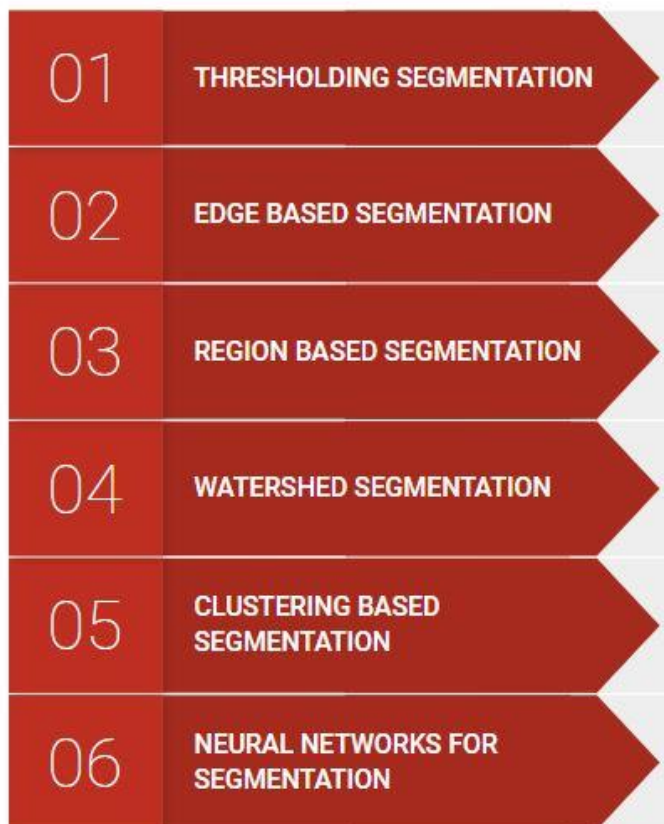 01
THRESHOLDING SEGMENTATION
02
EDGE BASED SEGMENTATION
03
REGION BASED SEGMENTATION
04
WATERSHED SEGMENTATION
05
CLUSTERING BASED
SEGMENTATION
06
NEURAL NETWORKS FOR
SEGMENTATION